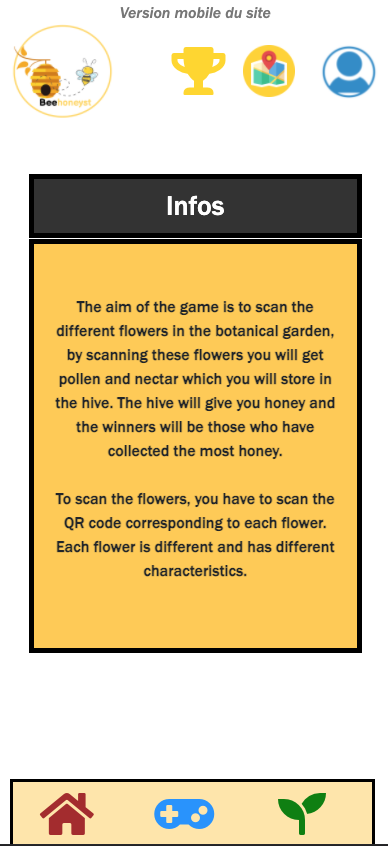 Version mobile du site
Beehoneyat
Infos
The aim of the game is to scan the
different flowers in the botanical garden,
by scanning these flowers you will get
pollen and nectar which you will store in
the hive. The hive will give you honey and
the winners will be those who have
collected the most honey.
To scan the flowers, you have to scan the
QR code corresponding to each flower.
Each flower is different and has different
characteristics.